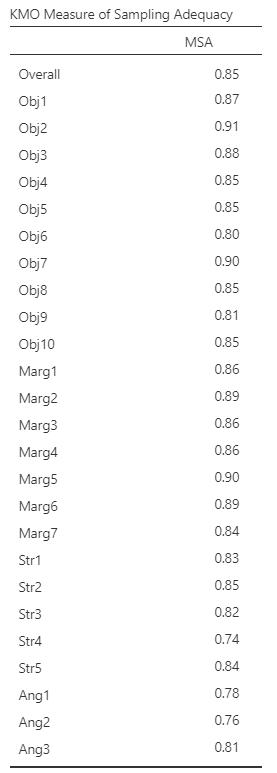 KMO Measure of Sampling Adequacy
MSA
Overall 0.85
Obj1 0.87
Obj2 0.91
Obj3 0.88
Obj4 0.85
Obj5 0.85
Obj6 0.80
Obj7 0.90
Obj8 0.85
Obj9 0.81
Obj10 0.85
Marg1 0.86
Marg2 0.89
Marg3 0.86
Marg4 0.86
Marg5 0.90
Marg6 0.89
Marg7 0.84
Str1 0.83
Str2 0.85
Str3 0.82
Str4 0.74
Str5 0.84
Ang1 0.78
Ang2 0.76
Ang3 0.81